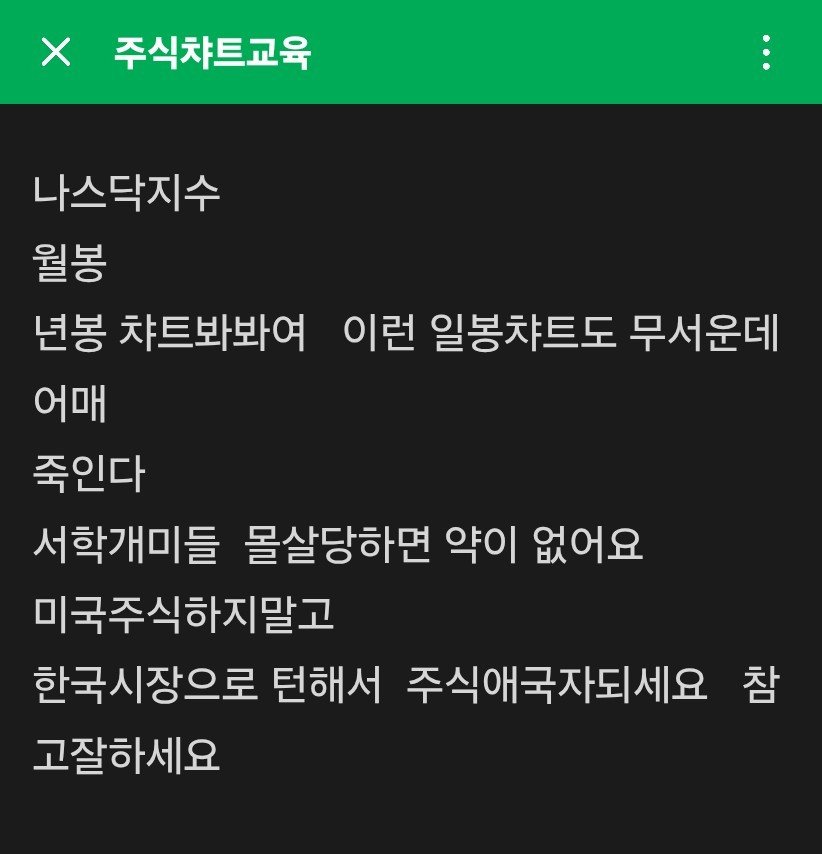 주식챠트교육
나스닥지수
월봉
년봉 챠트봐봐여 이런 일봉챠트도 무서운데
어매
죽인다
서학개미들 몰살당하면 약이 없어요
미국주식하지말고
한국시장으로 턴해서 주식애국자되세요 참
고잘하세요